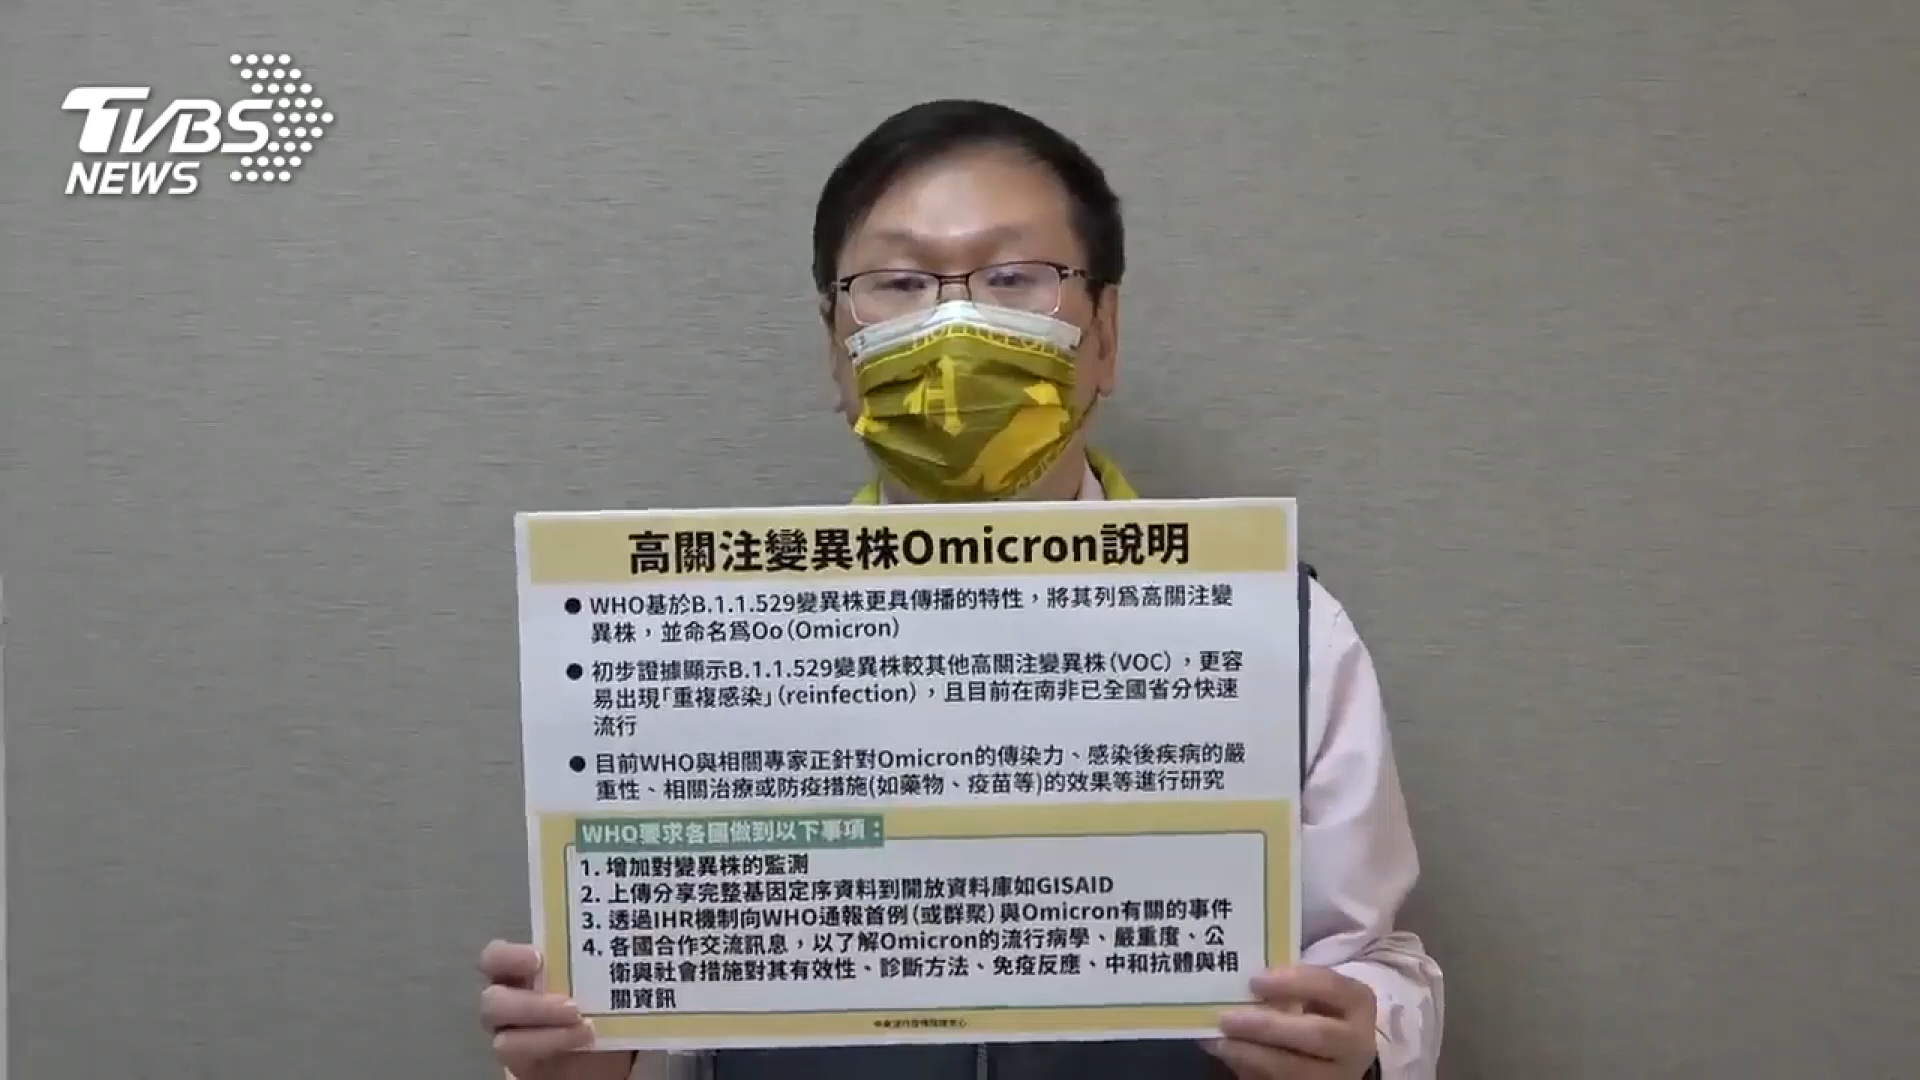 TVBS
NEWS
高關注變異株Omicron說明
● WHO基於B.1.1.529變異株更具傳播的特性，將其列為高關注變
異株，並命名為Oo(Omicron)
● 初步證據顯示B.1.1.529變異株較其他高關注變異株(VOC)，更容
易出現「重複感染」(reinfection)，且目前在南非已全國省分快速
流行
● 目前WHO與相關專家正針對Omicron的傳染力、感染後疾病的嚴
重性、相關治療或防疫措施(如藥物、疫苗等)的效果等進行研究
WHO要求各國做到以下事項：
1. 增加對變異株的監測
2. 上傳分享完整基因定序資料到開放資料庫如GISAID
3. 透過IHR機制向WHO通報首例(或群聚)與Omicron有關的事件
4. 各國合作交流訊息，以了解Omicron的流行病學、嚴重度、公
衛與社會措施對其有效性、診斷方法、免疫反應、中和抗體與相
關資訊